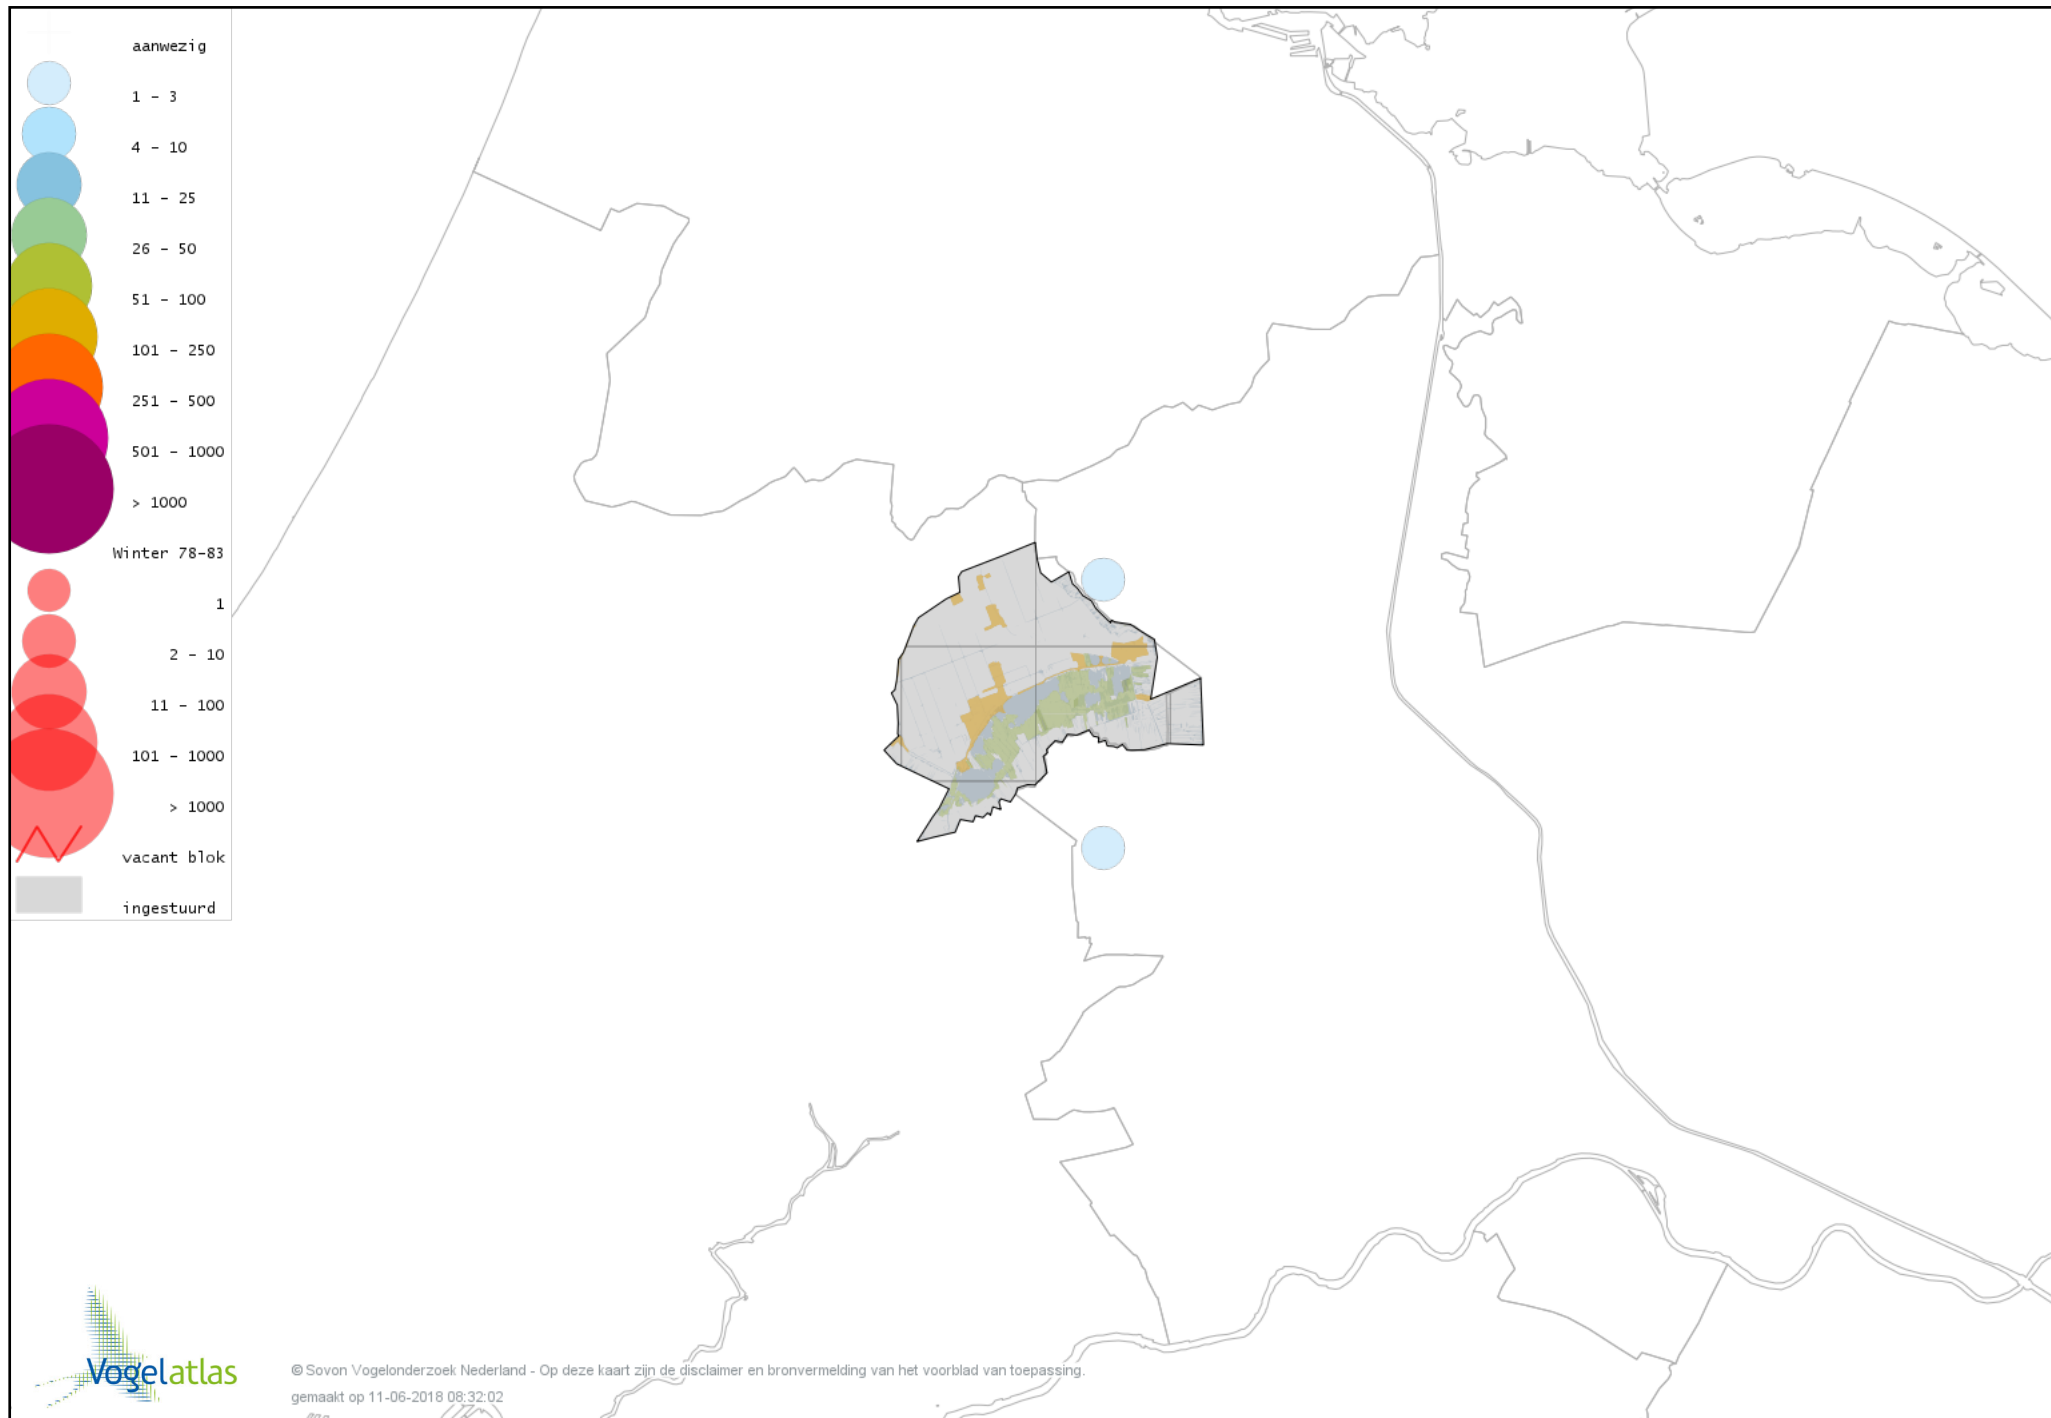 aanwezig
1 – 3
4 – 10
11 – 25
26 – 50
51 – 100
101 – 250
251 – 500
501 – 1000
> 1000
Winter 78-83
1
2 – 10
11 – 100
101 – 1000
> 1000
vacant blok
ingestuurd
Vogelatlas
© Sovon Vogelonderzoek Nederland - Op deze kaart zijn de disclaimer en bronvermelding van het voorblad van toepassing.
gemaakt op 11-06-2018 08:32:02